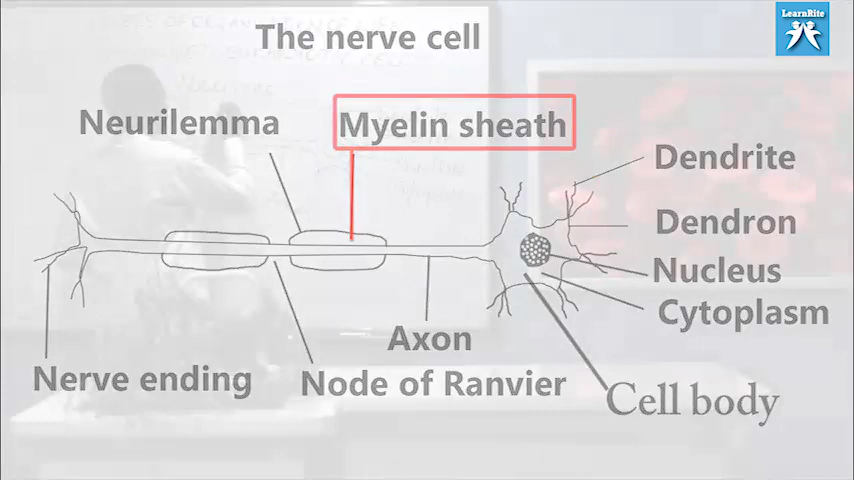 LearnRite
The nerve cell
Neurilemma
Myelin sheath
Dendrite
Dendron
Nucleus
Cytoplasm
Axon
Nerve ending
Node of Ranvier
Cell body